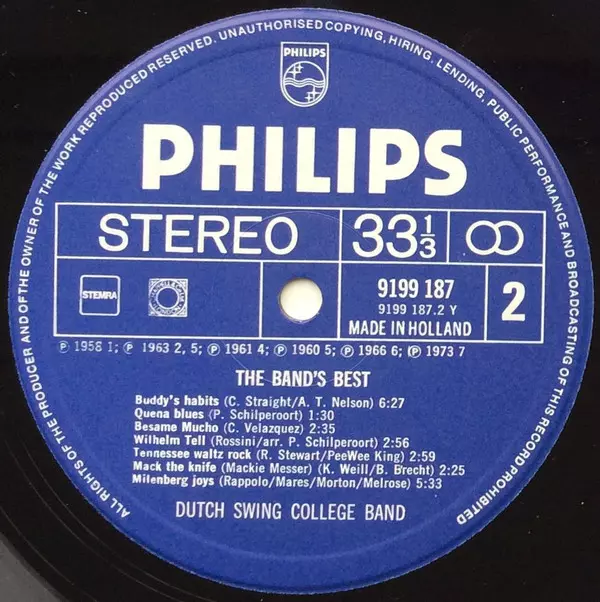 ALL RIGHTS OF THE PRODUCER AND OF THE OWNER OF THE WORK REPRODUCED RESERVED. UNAUTHORISED COPYING, HIRING, LENDING, PUBLIC PERFORMANCE AND BROADCASTING OF THIS RECORD PROHIBITED
PHILIPS
PHILIPS
STEREO 33 1/3
STEMRA
9199 187
9199 187.2 Y
MADE IN HOLLAND
2
℗ 1958 1; ℗ 1963 2, 5; ℗ 1961 4; ℗ 1960 5; ℗ 1966 6; ℗ 1973 7
THE BAND'S BEST
Buddy's habits (C. Straight/A. T. Nelson) 6:27
Quena blues (P. Schilperoort) 1:30
Besame Mucho (C. Velazquez) 2:35
Wilhelm Tell (Rossini/arr. P. Schilperoort) 2:56
Tennessee waltz rock (R. Stewart/PeeWee King) 2:59
Mack the knife (Mackie Messer) (K. Weill/B. Brecht) 2:25
Milenberg joys (Rappolo/Mares/Morton/Melrose) 5:33
DUTCH SWING COLLEGE BAND